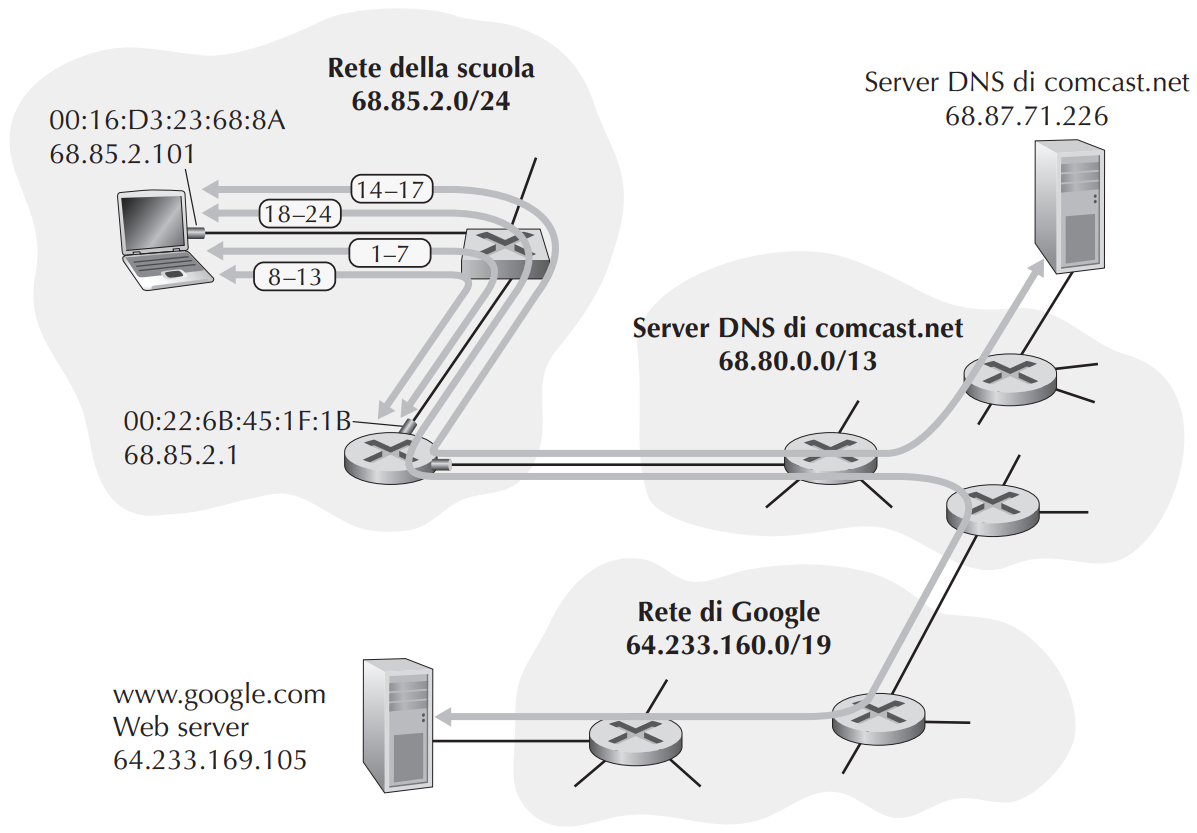 Rete della scuola
68.85.2.0/24
00:16:D3:23:68:8A
68.85.2.101
14–17
18–24
1–7
8–13
00:22:6B:45:1F:1B
68.85.2.1
Server DNS di comcast.net
68.87.71.226
Server DNS di comcast.net
68.80.0.0/13
Rete di Google
64.233.160.0/19
www.google.com
Web server
64.233.169.105